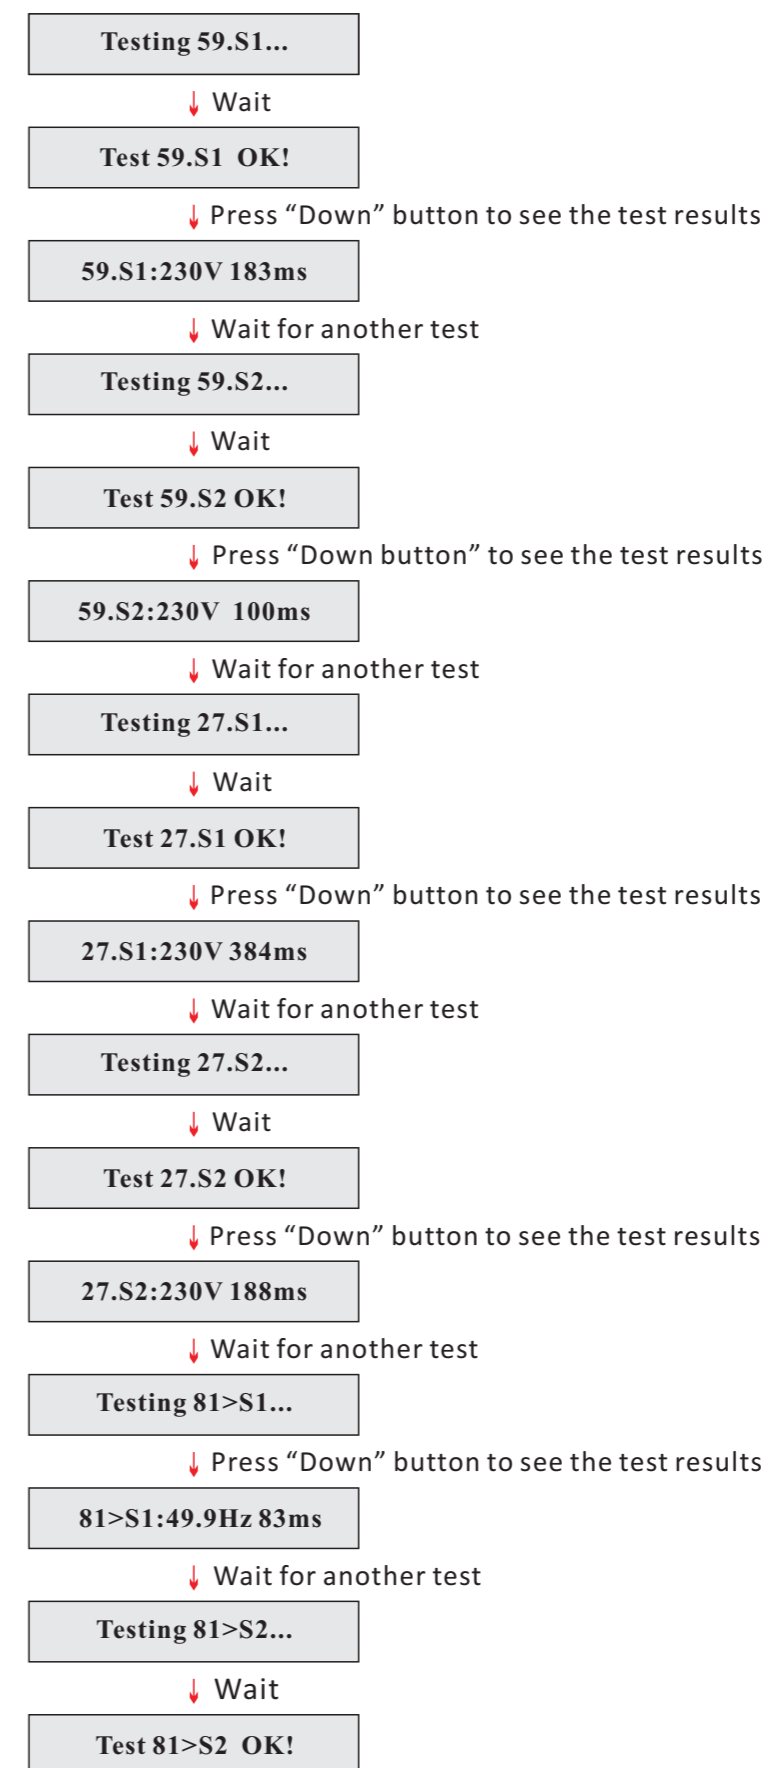 Testing 59.S1...
Wait
Test 59.S1  OK!
Press “Down” button to see the test results
59.S1:230V 183ms
Wait for another test
Testing 59.S2...
Wait
Test 59.S2 OK!
Press “Down button” to see the test results
59.S2:230V  100ms
Wait for another test
Testing 27.S1...
Wait
Test 27.S1 OK!
Press “Down” button to see the test results
27.S1:230V 384ms
Wait for another test
Testing 27.S2...
Wait
Test 27.S2 OK!
Press “Down” button to see the test results
27.S2:230V 188ms
Wait for another test
Testing 81>S1...
Press “Down” button to see the test results
81>S1:49.9Hz 83ms
Wait for another test
Testing 81>S2...
Wait
Test 81>S2  OK!